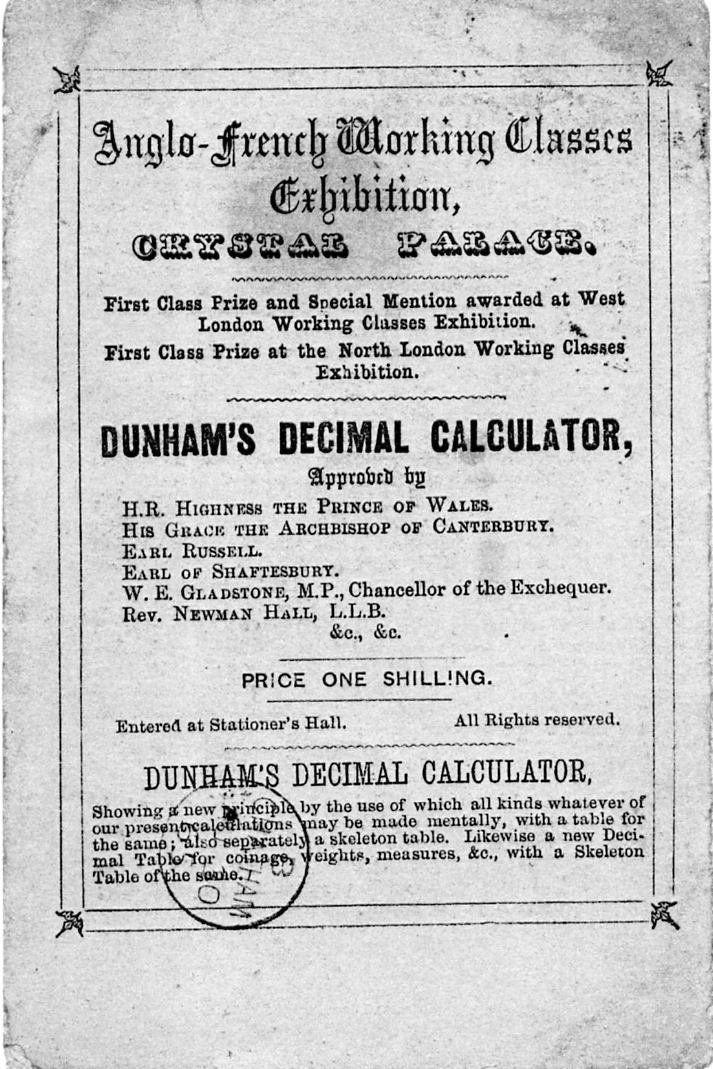 Anglo-French Working Classes
Exhibition,
CRYSTAL PALACE.
First Class Prize and Special Mention awarded at West
London Working Classes Exhibition.
First Class Prize at the North London Working Classes
Exhibition.
DUNHAM'S DECIMAL CALCULATOR,
Approved by
H.R. HIGHNESS THE PRINCE OF WALES.
HIS GRACE THE ARCHBISHOP OF CANTERBURY.
EARL RUSSELL.
EARL OF SHAFTESBURY.
W. E. GLADSTONE, M.P., Chancellor of the Exchequer.
Rev. NEWMAN HALL, L.L.B.
&c., &c.
PRICE ONE SHILLING.
Entered at Stationer's Hall. All Rights reserved.
DUNHAM'S DECIMAL CALCULATOR,
Showing a new principle by the use of which all kinds whatever of
our present calculations may be made mentally, with a table for
the same; also separately a skeleton table. Likewise a new Deci-
mal Table for coinage, weights, measures, &c., with a Skeleton
Table of the same.